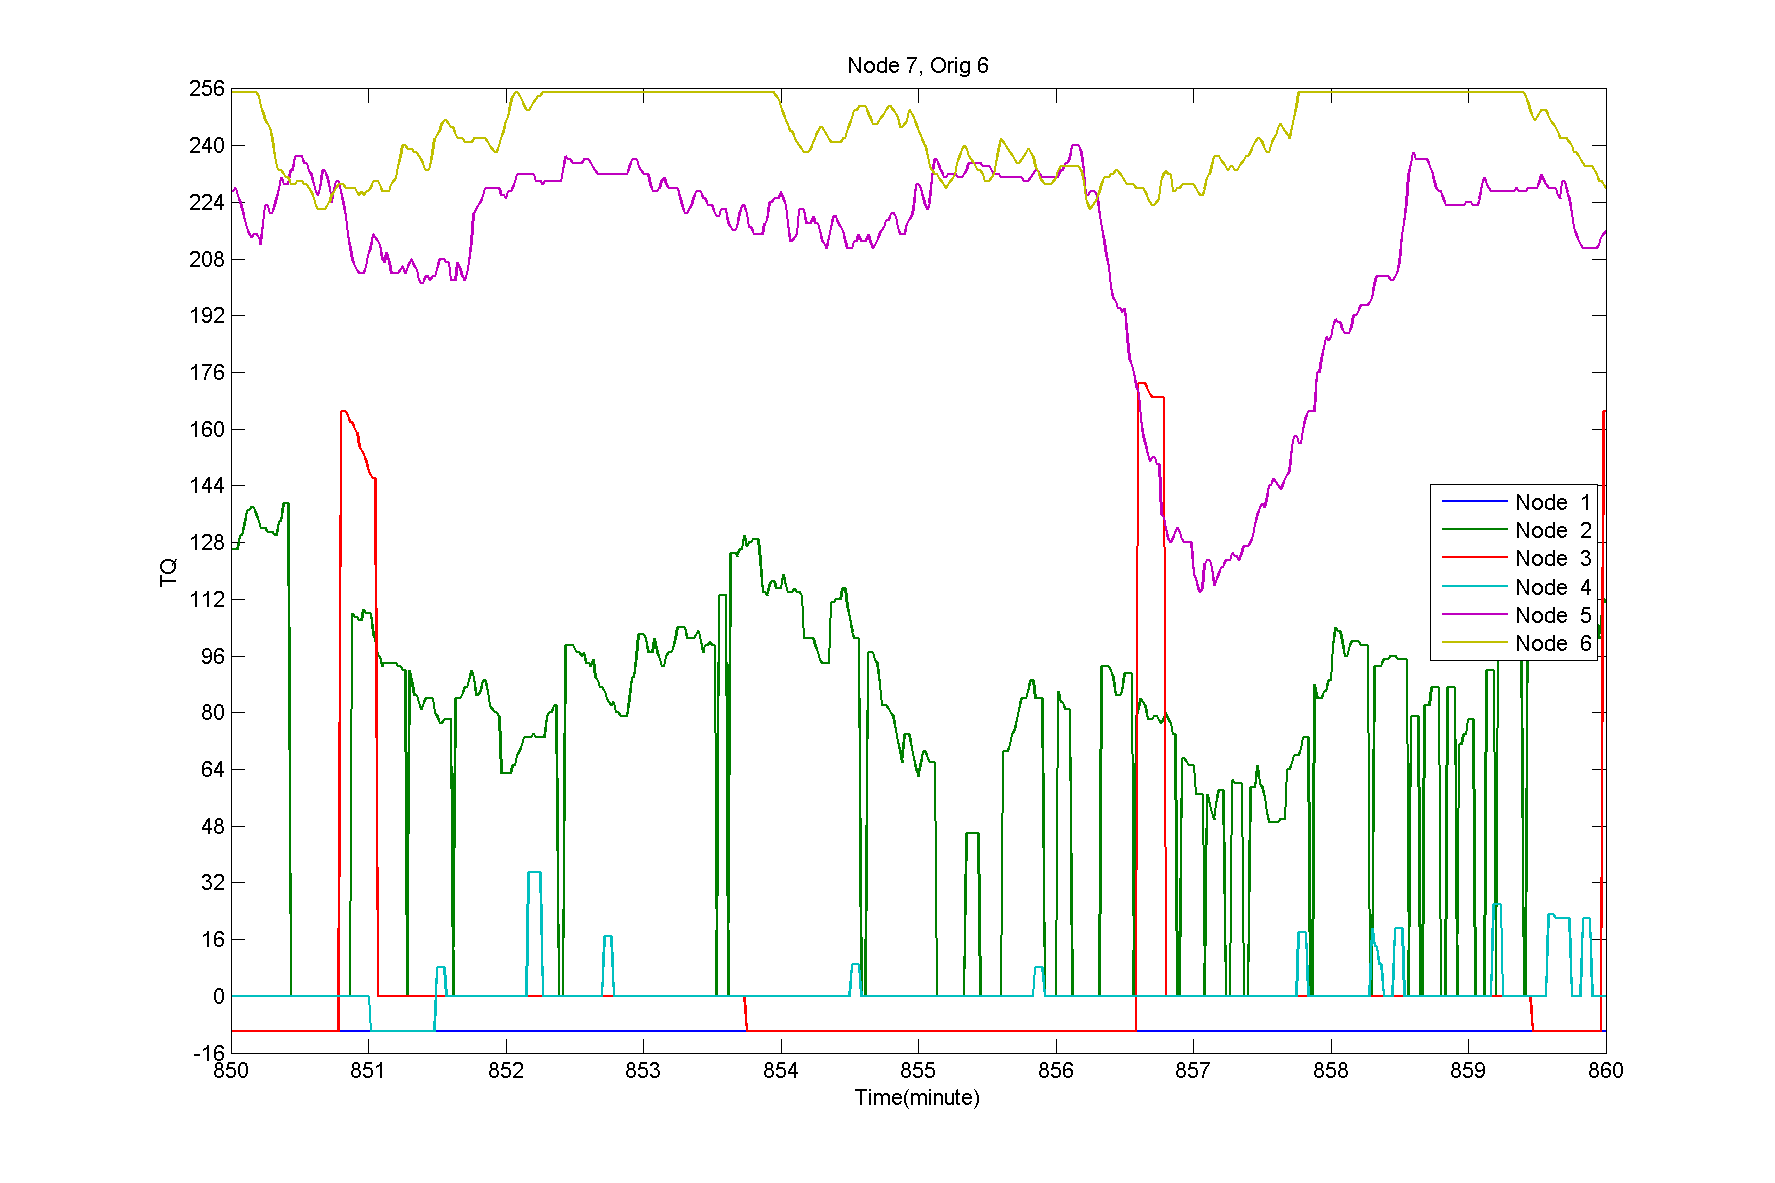 Node 7, Orig 6
256
240
224
208
192
176
160
144
128
112
96
80
64
48
32
16
0
-16
TQ
Node 1
Node 2
Node 3
Node 4
Node 5
Node 6
850 851 852 853 854 855 856 857 858 859 860
Time(minute)